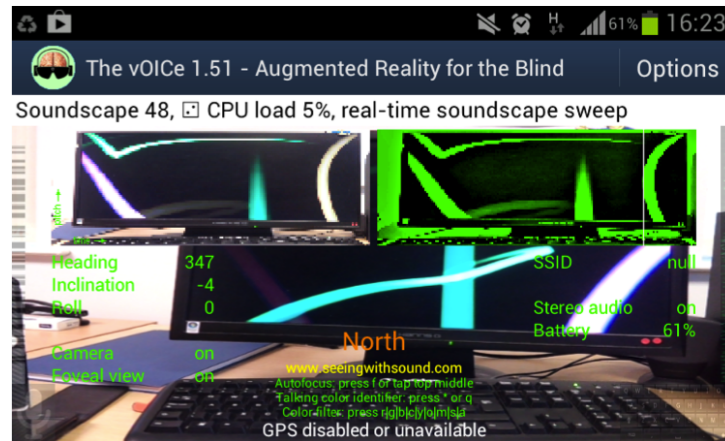 61% 16:23
H
The vOICe 1.51 - Augmented Reality for the Blind Options
Soundscape 48, ⚀ CPU load 5%, real-time soundscape sweep
pitch
Heading 347 SSID null
Inclination -4
Roll 0 Stereo audio on
Battery 61%
North
Camera on
www.seeingwithsound.com
Foveal view on
Autofocus: press f or tap top middle
Talking color identifier: press * or q
Color filter: press r|g|b|c|y|o|m|s|a
GPS disabled or unavailable